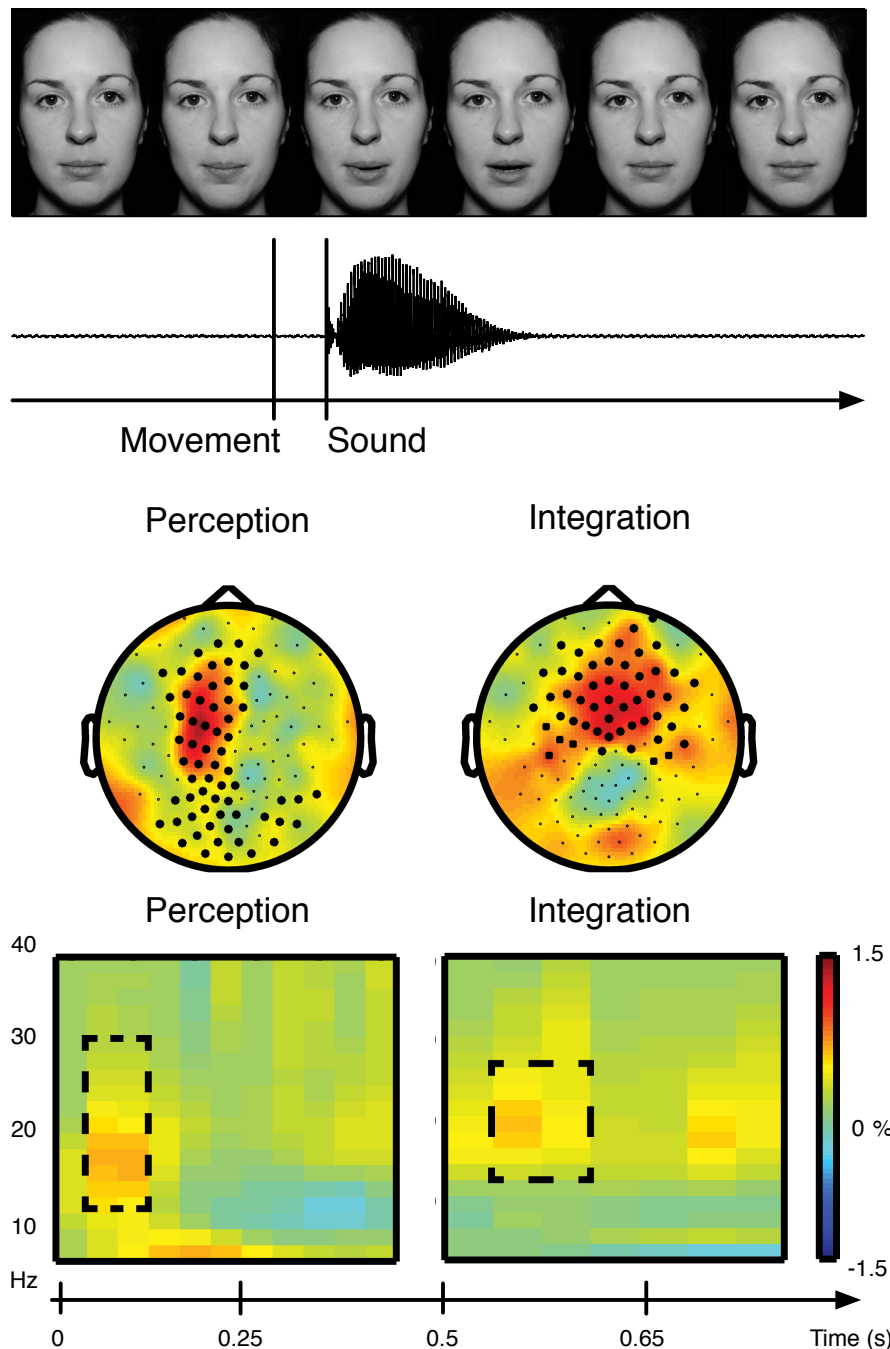 Movement Sound
Perception Integration
Perception Integration
40 1.5
30
20 0 %
10
Hz -1.5
0 0.25 0.5 0.65 Time (s)